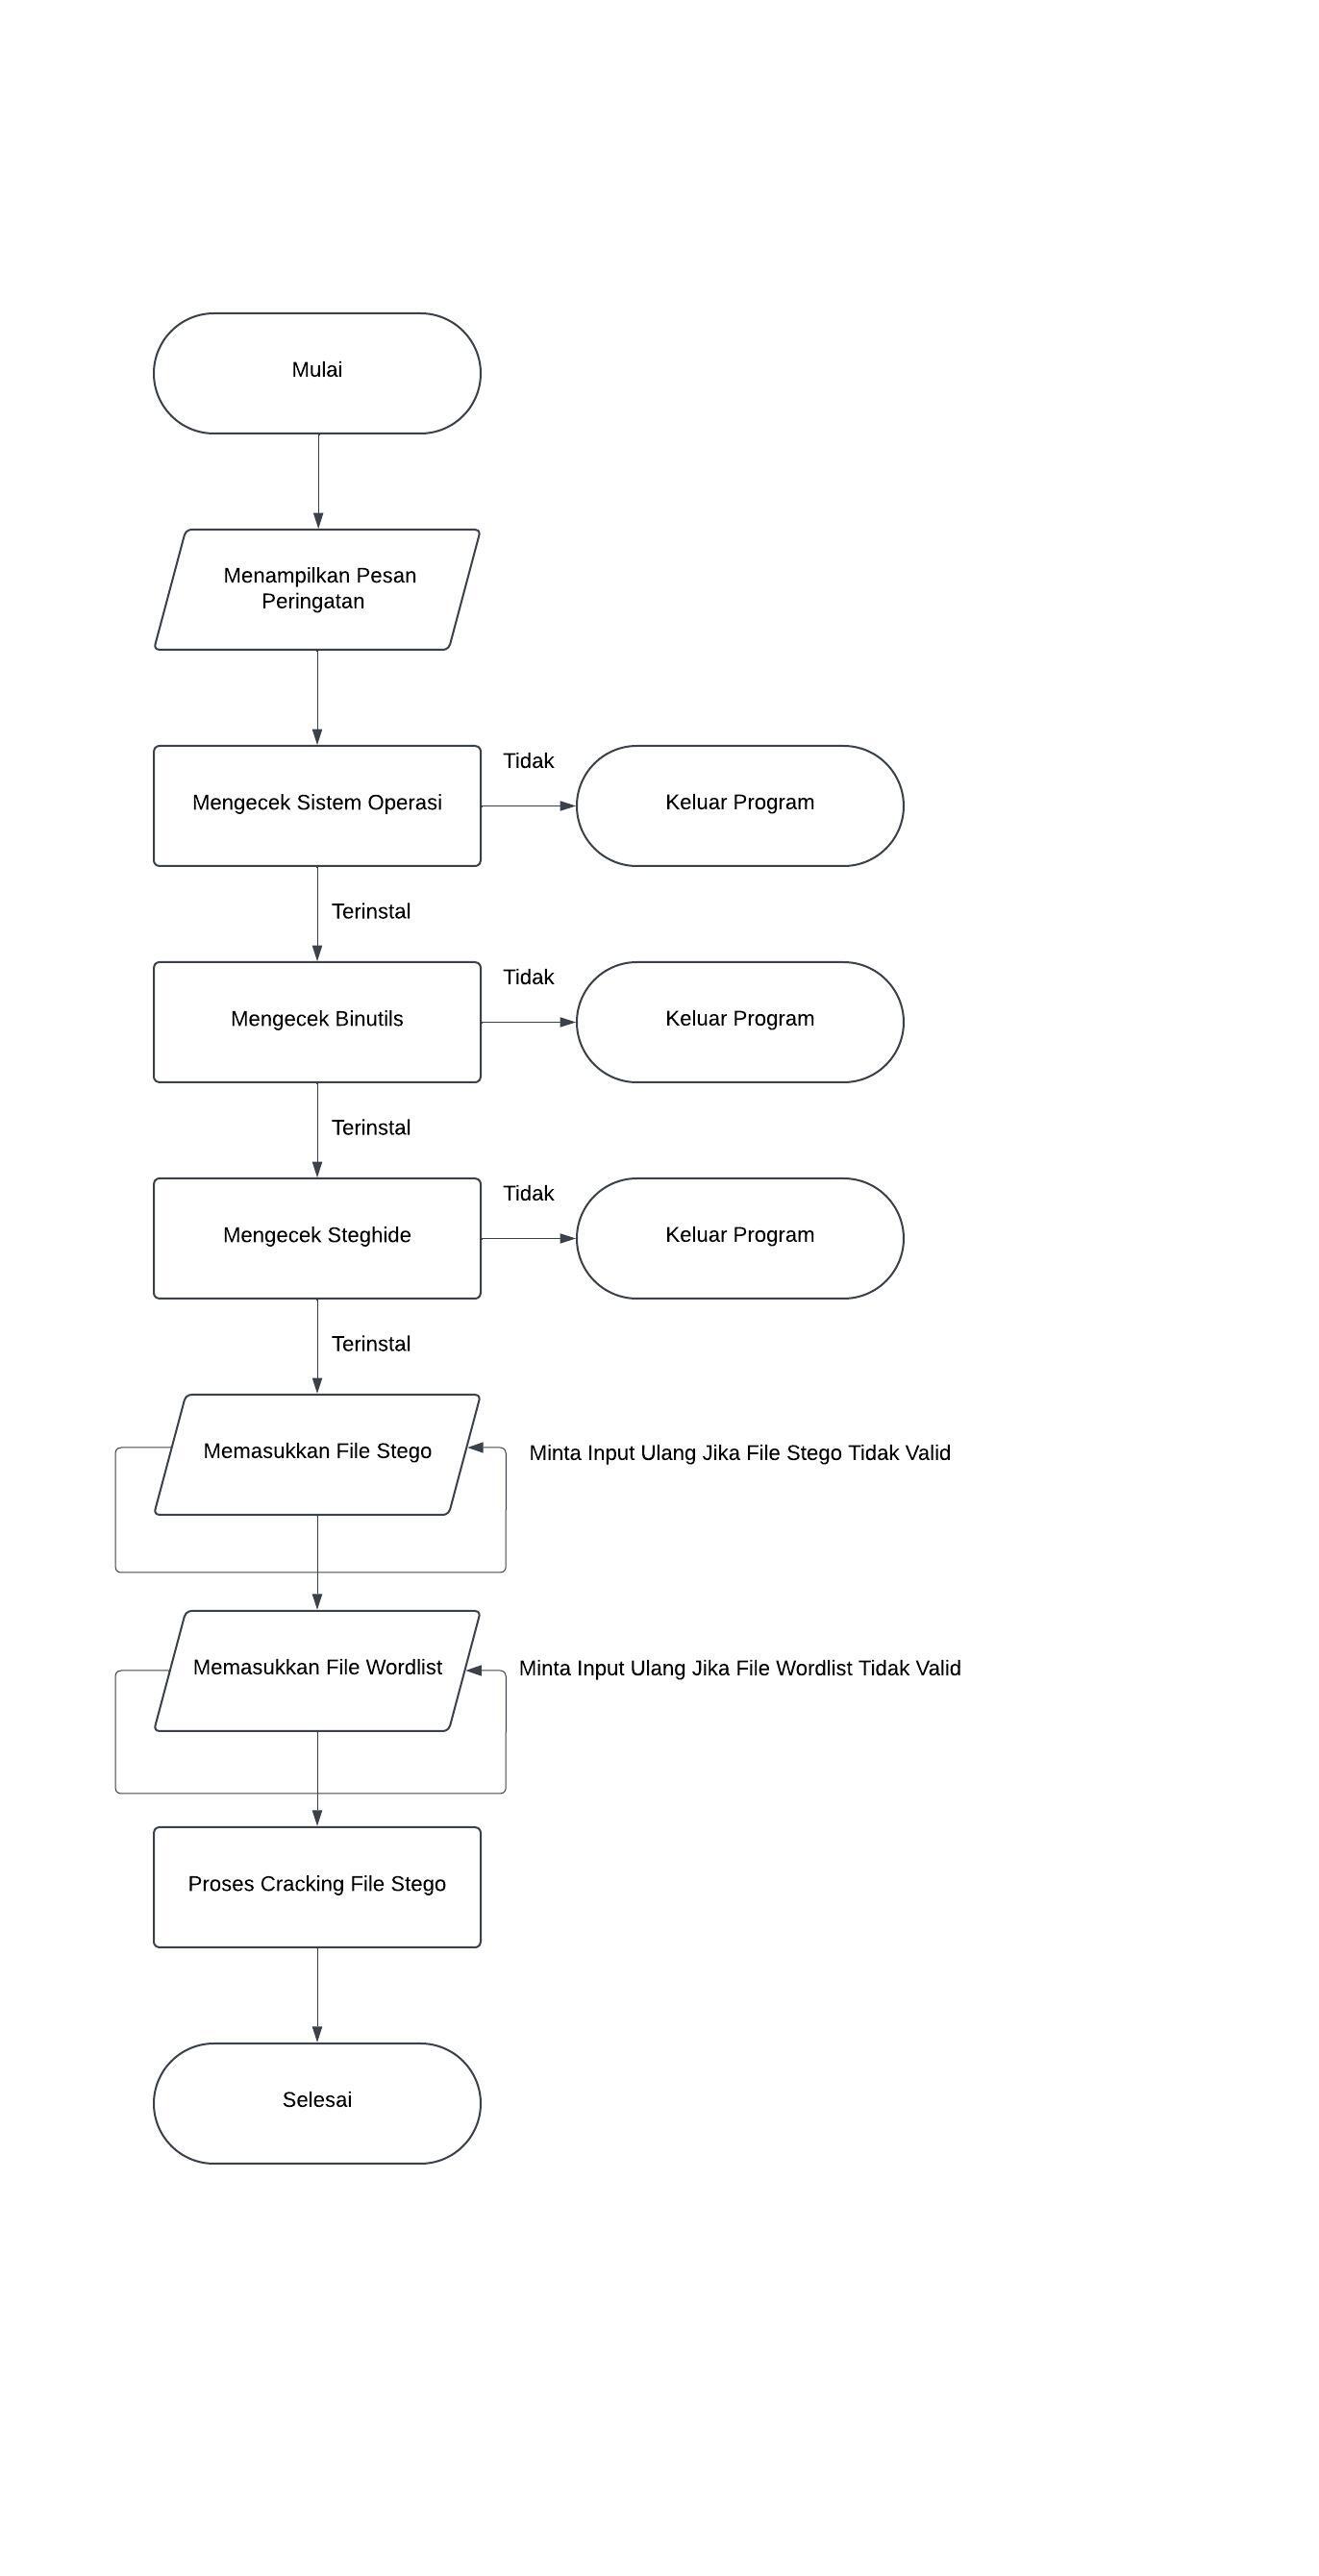 Mulai
Menampilkan Pesan
Peringatan
Mengecek Sistem Operasi
Tidak
Keluar Program
Terinstal
Mengecek Binutils
Tidak
Keluar Program
Terinstal
Mengecek Steghide
Tidak
Keluar Program
Terinstal
Memasukkan File Stego
Minta Input Ulang Jika File Stego Tidak Valid
Memasukkan File Wordlist
Minta Input Ulang Jika File Wordlist Tidak Valid
Proses Cracking File Stego
Selesai